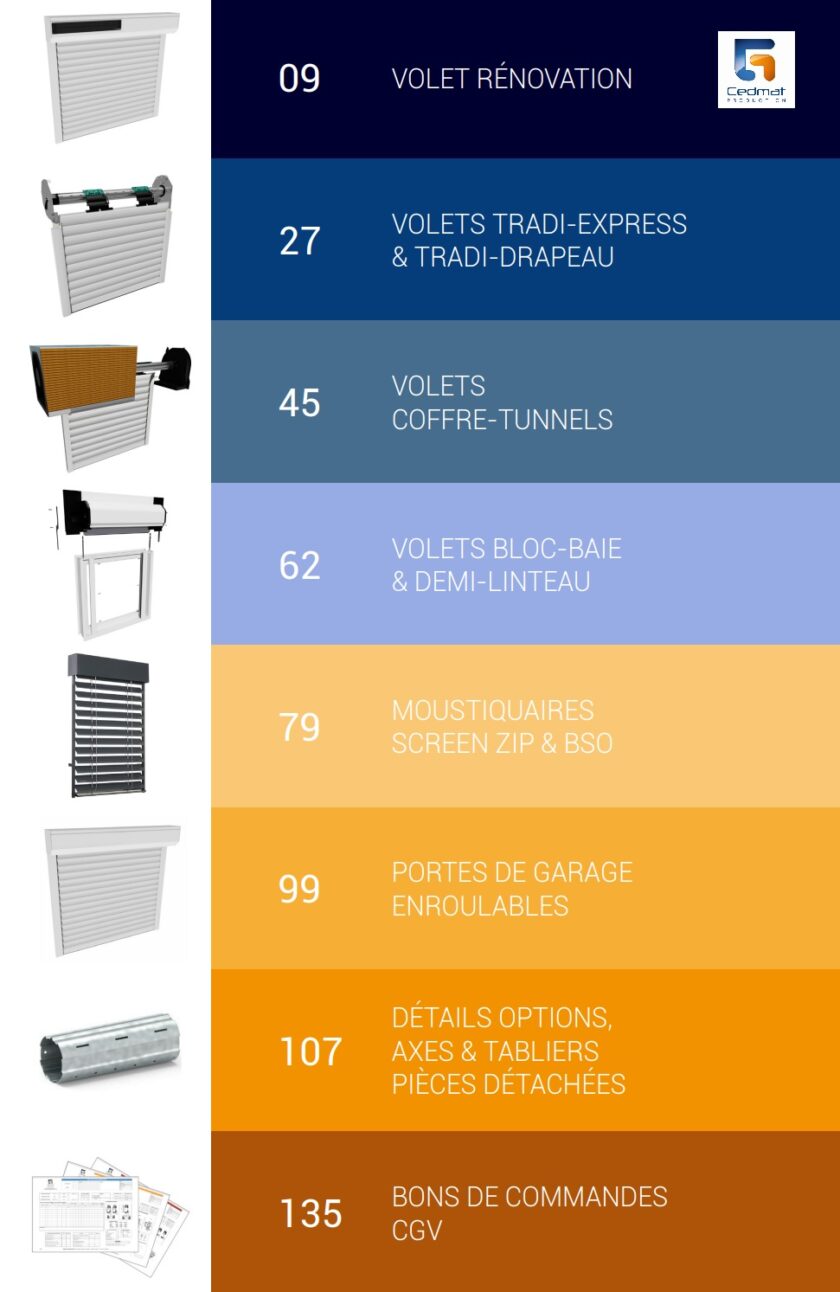 09
VOLET RÉNOVATION
Cedmat
PRODUCTION
27
VOLETS TRADI-EXPRESS
& TRADI-DRAPEAU
45
VOLETS
COFFRE-TUNNELS
62
VOLETS BLOC-BAIE
& DEMI-LINTEAU
79
MOUSTIQUAIRES
SCREEN ZIP & BSO
99
PORTES DE GARAGE
ENROULABLES
107
DÉTAILS OPTIONS,
AXES & TABLIERS
PIÈCES DÉTACHÉES
135
BONS DE COMMANDES
CGV